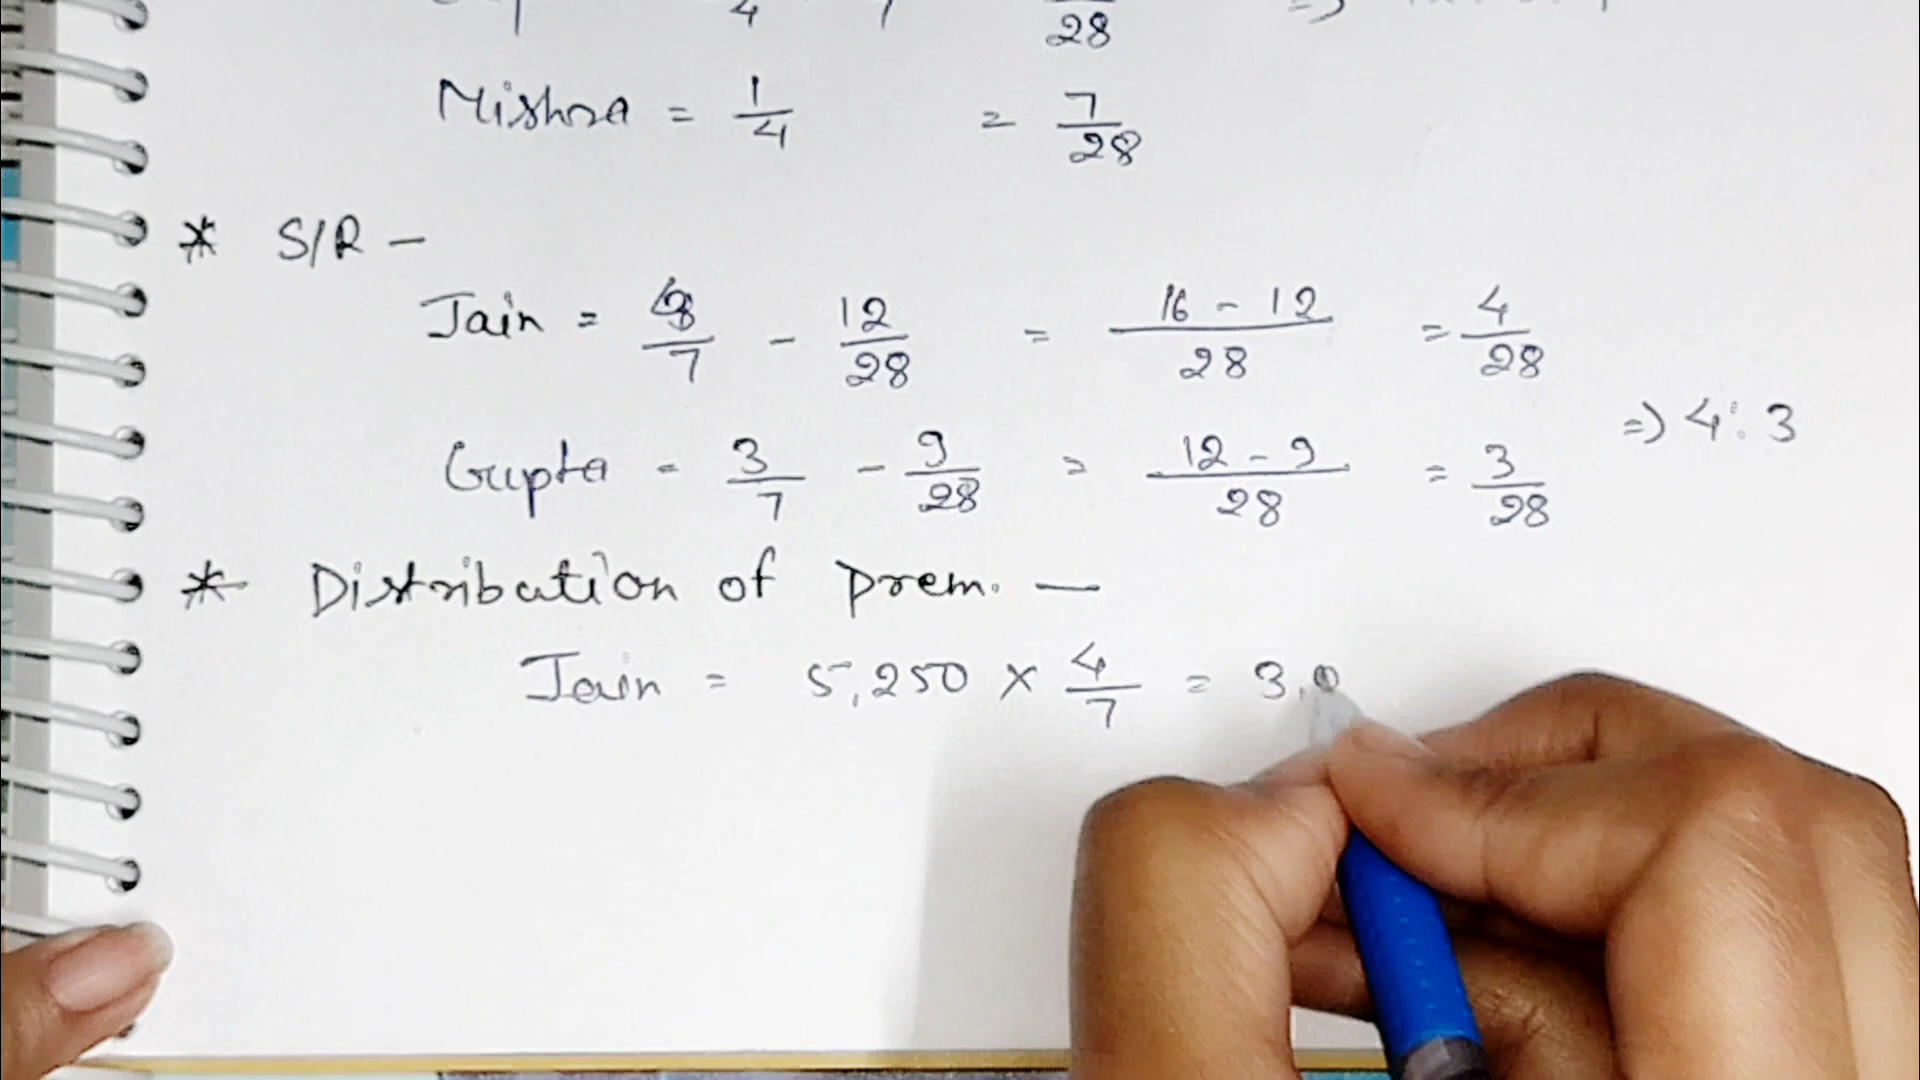 28
Mishra = 1/4 = 7/28
* S/R -
Jain = 4/7 - 12/28 = 16 - 12/28 = 4/28
=> 4:3
Gupta = 3/7 - 9/28 = 12 - 9/28 = 3/28
* Distribution of Prem. -
Jain = 5,250 × 4/7 = 3,0